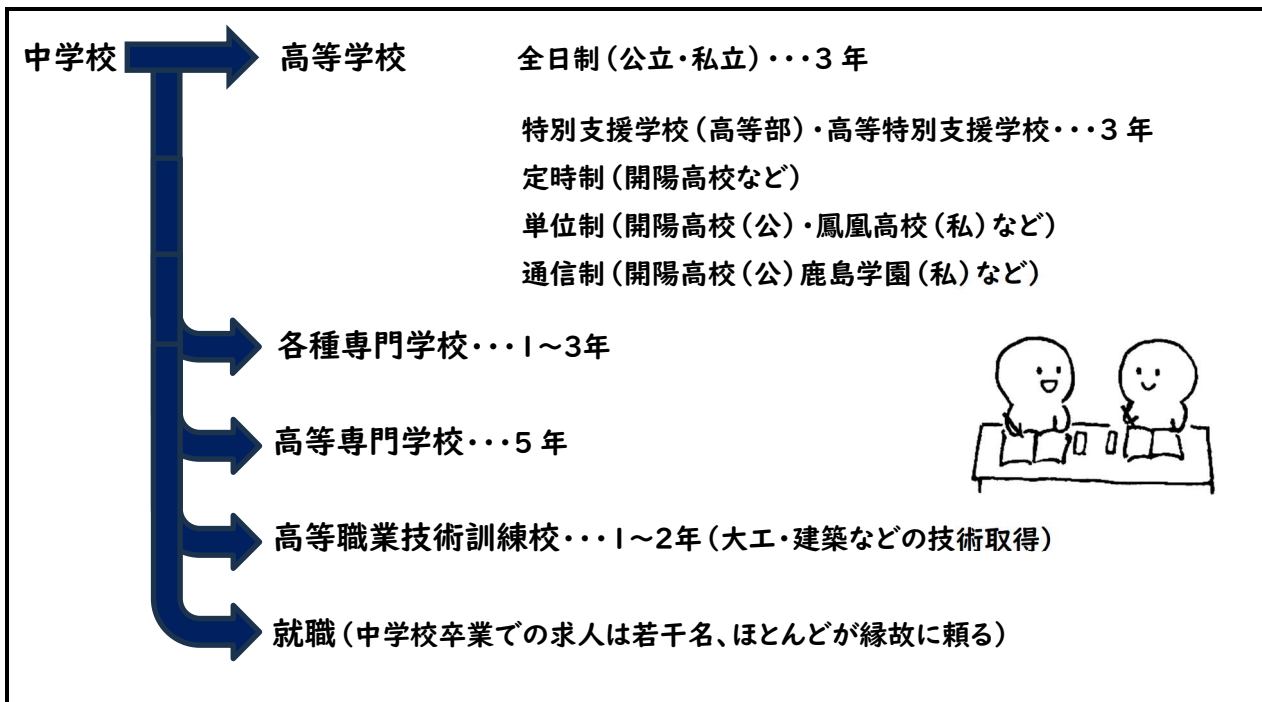 中学校 高等学校 全日制(公立・私立)・・・3年
特別支援学校(高等部)・高等特別支援学校・・・3年
定時制(開陽高校など)
単位制(開陽高校(公)・鳳凰高校(私)など)
通信制(開陽高校(公)鹿島学園(私)など)
各種専門学校・・・1~3年
高等専門学校・・・5年
高等職業技術訓練校・・・1~2年(大工・建築などの技術取得)
就職(中学校卒業での求人は若干名、ほとんどが縁故に頼る)